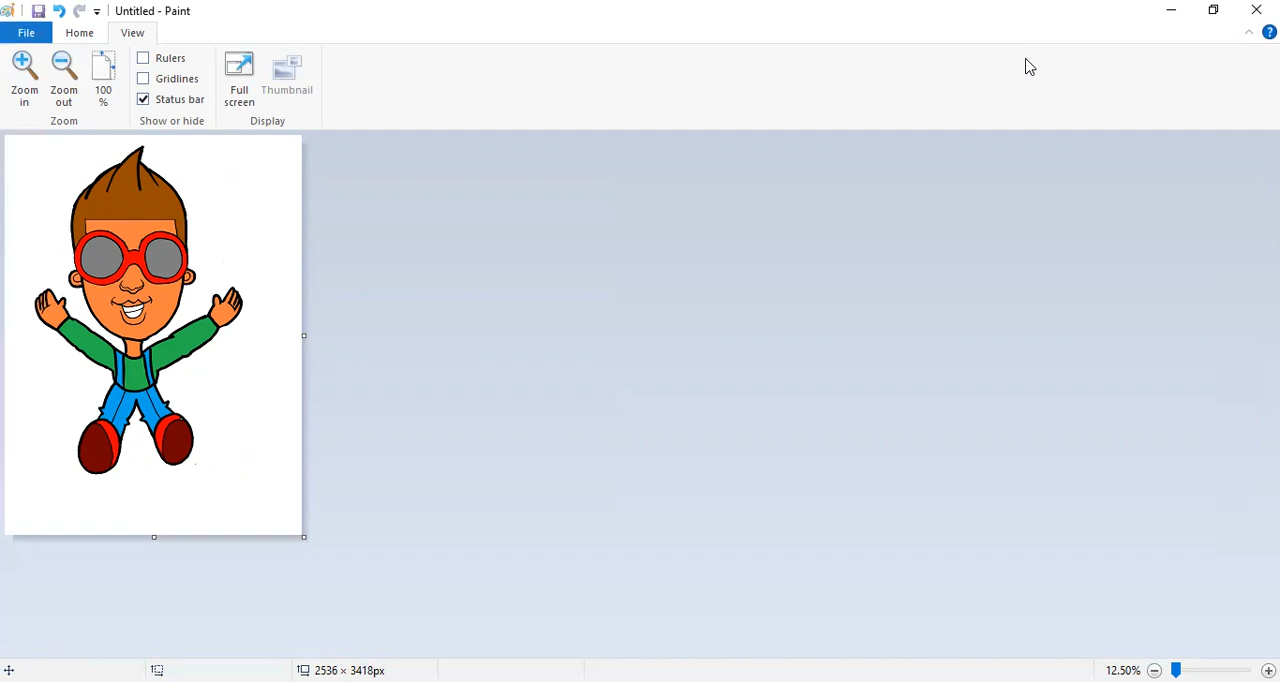 Untitled - Paint
File Home View
Zoom in
Zoom out
100 %
Rulers
Gridlines
Status bar
Full screen
Thumbnail
Zoom
Show or hide
Display
2536 × 3418px
12.50%